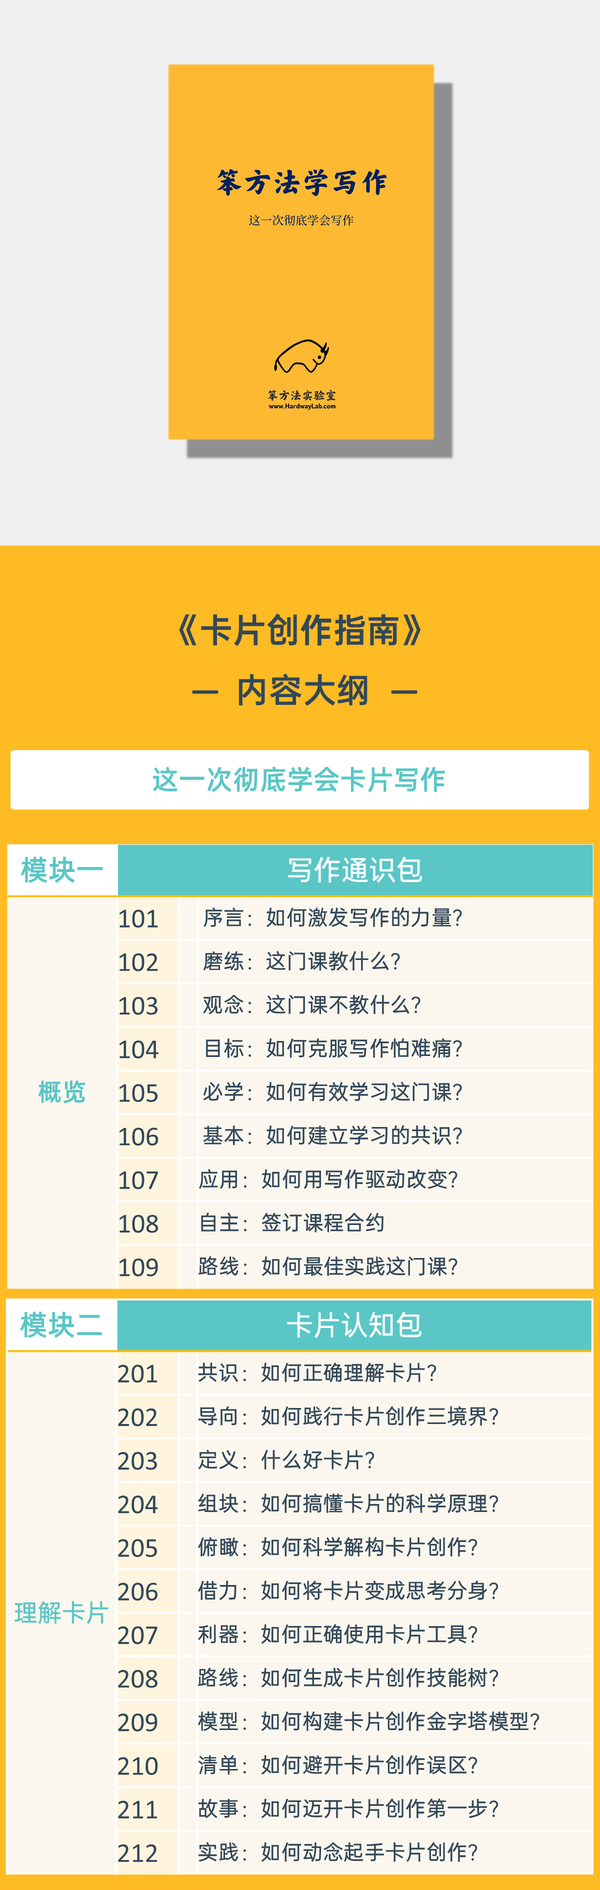 笨方法学写作
这一次彻底学会写作
笨方法实验室
www.HardwayLab.com
《卡片创作指南》
— 内容大纲 —
这一次彻底学会卡片写作
模块一 写作通识包
概览
101 序言：如何激发写作的力量？
102 磨练：这门课教什么？
103 观念：这门课不教什么？
104 目标：如何克服写作怕难痛？
105 必学：如何有效学习这门课？
106 基本：如何建立学习的共识？
107 应用：如何用写作驱动改变？
108 自主：签订课程合约
109 路线：如何最佳实践这门课？
模块二 卡片认知包
理解卡片
201 共识：如何正确理解卡片？
202 导向：如何践行卡片创作三境界？
203 定义：什么好卡片？
204 组块：如何搞懂卡片的科学原理？
205 俯瞰：如何科学解构卡片创作？
206 借力：如何将卡片变成思考分身？
207 利器：如何正确使用卡片工具？
208 路线：如何生成卡片创作技能树？
209 模型：如何构建卡片创作金字塔模型？
210 清单：如何避开卡片创作误区？
211 故事：如何迈开卡片创作第一步？
212 实践：如何动念起手卡片创作？